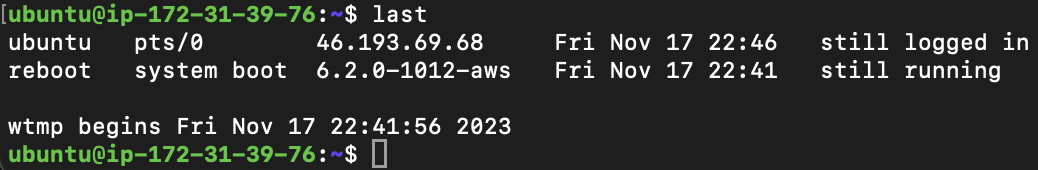 [ubuntu@ip-172-31-39-76:~$ last
ubuntu   pts/0        46.193.69.68     Fri Nov 17 22:46   still logged in
reboot   system boot  6.2.0-1012-aws   Fri Nov 17 22:41   still running

wtmp begins Fri Nov 17 22:41:56 2023
ubuntu@ip-172-31-39-76:~$